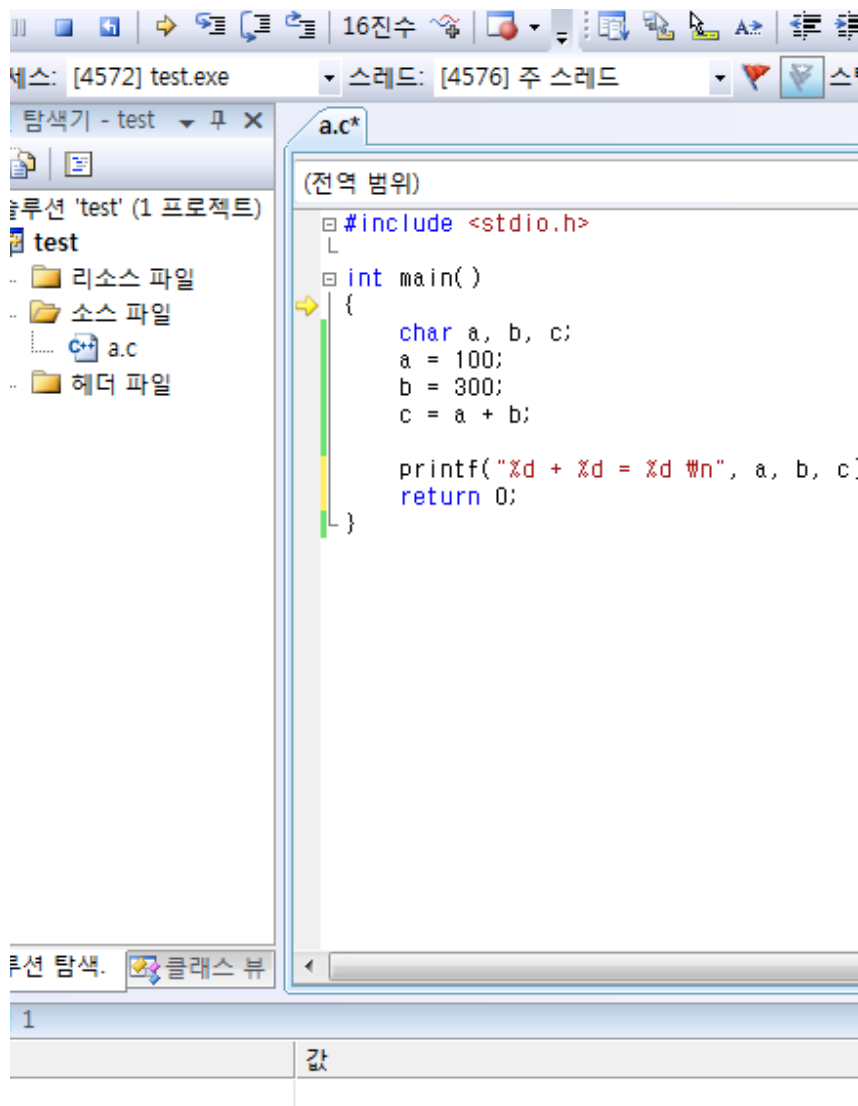 16진수
세스: [4572] test.exe 스레드: [4576] 주 스레드
탐색기 - test
a.c*
(전역 범위)
솔루션 'test' (1 프로젝트)
test
리소스 파일
소스 파일
a.c
헤더 파일
#include <stdio.h>
int main()
{
char a, b, c;
a = 100;
b = 300;
c = a + b;
printf("%d + %d = %d ₩n", a, b, c)
return 0;
}
루션 탐색.
클래스 뷰
1
값